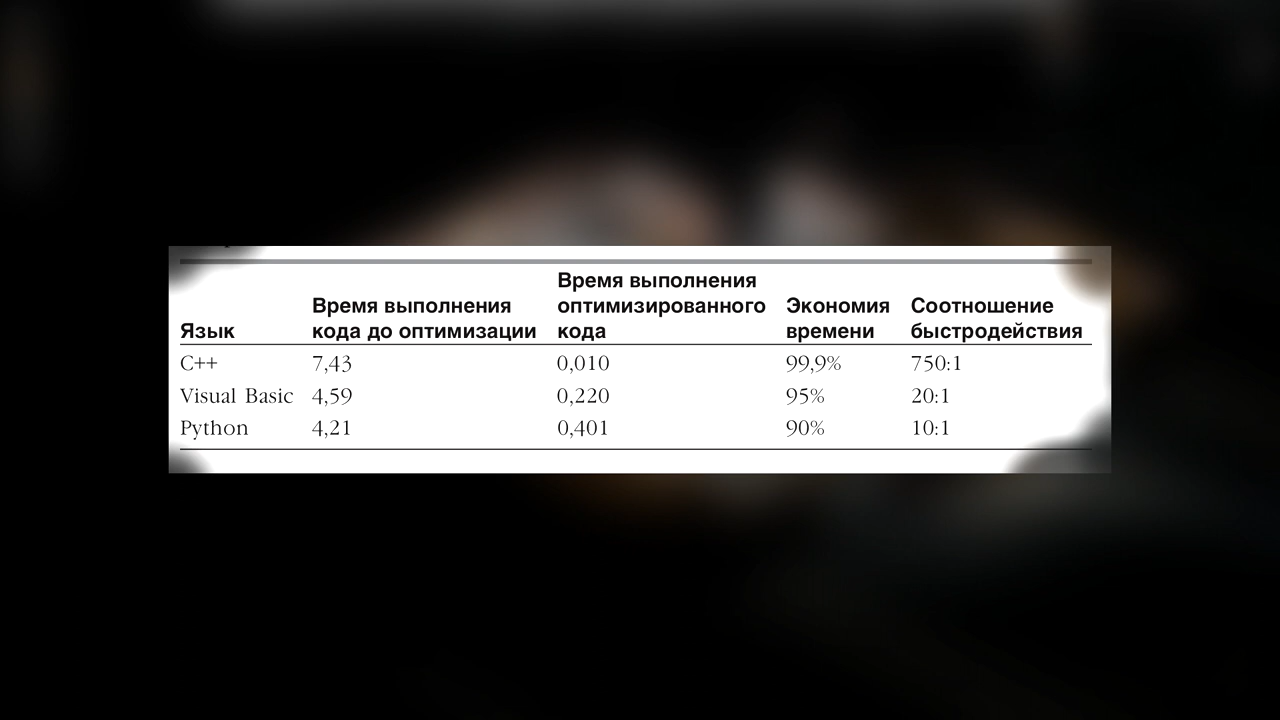 Язык Время выполнения кода до оптимизации Время выполнения оптимизированного кода Экономия времени Соотношение быстродействия
C++ 7,43 0,010 99,9% 750:1
Visual Basic 4,59 0,220 95% 20:1
Python 4,21 0,401 90% 10:1